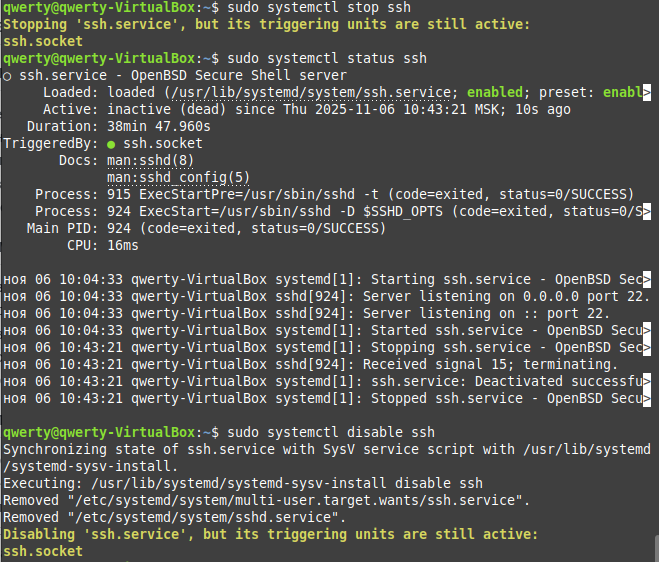 qwerty@qwerty-VirtualBox:~$ sudo systemctl stop ssh
Stopping 'ssh.service', but its triggering units are still active:
ssh.socket
qwerty@qwerty-VirtualBox:~$ sudo systemctl status ssh
○ ssh.service - OpenBSD Secure Shell server
     Loaded: loaded (/usr/lib/systemd/system/ssh.service; enabled; preset: enabl>
     Active: inactive (dead) since Thu 2025-11-06 10:43:21 MSK; 10s ago
   Duration: 38min 47.960s
TriggeredBy: ● ssh.socket
       Docs: man:sshd(8)
             man:sshd_config(5)
    Process: 915 ExecStartPre=/usr/sbin/sshd -t (code=exited, status=0/SUCCESS)
    Process: 924 ExecStart=/usr/sbin/sshd -D $SSHD_OPTS (code=exited, status=0/S>
   Main PID: 924 (code=exited, status=0/SUCCESS)
        CPU: 16ms

ноя 06 10:04:33 qwerty-VirtualBox systemd[1]: Starting ssh.service - OpenBSD Sec>
ноя 06 10:04:33 qwerty-VirtualBox sshd[924]: Server listening on 0.0.0.0 port 22.
ноя 06 10:04:33 qwerty-VirtualBox sshd[924]: Server listening on :: port 22.
ноя 06 10:04:33 qwerty-VirtualBox systemd[1]: Started ssh.service - OpenBSD Secu>
ноя 06 10:43:21 qwerty-VirtualBox systemd[1]: Stopping ssh.service - OpenBSD Sec>
ноя 06 10:43:21 qwerty-VirtualBox sshd[924]: Received signal 15; terminating.
ноя 06 10:43:21 qwerty-VirtualBox systemd[1]: ssh.service: Deactivated successfu>
ноя 06 10:43:21 qwerty-VirtualBox systemd[1]: Stopped ssh.service - OpenBSD Secu>

qwerty@qwerty-VirtualBox:~$ sudo systemctl disable ssh
Synchronizing state of ssh.service with SysV service script with /usr/lib/systemd
/systemd-sysv-install.
Executing: /usr/lib/systemd/systemd-sysv-install disable ssh
Removed "/etc/systemd/system/multi-user.target.wants/ssh.service".
Removed "/etc/systemd/system/sshd.service".
Disabling 'ssh.service', but its triggering units are still active:
ssh.socket